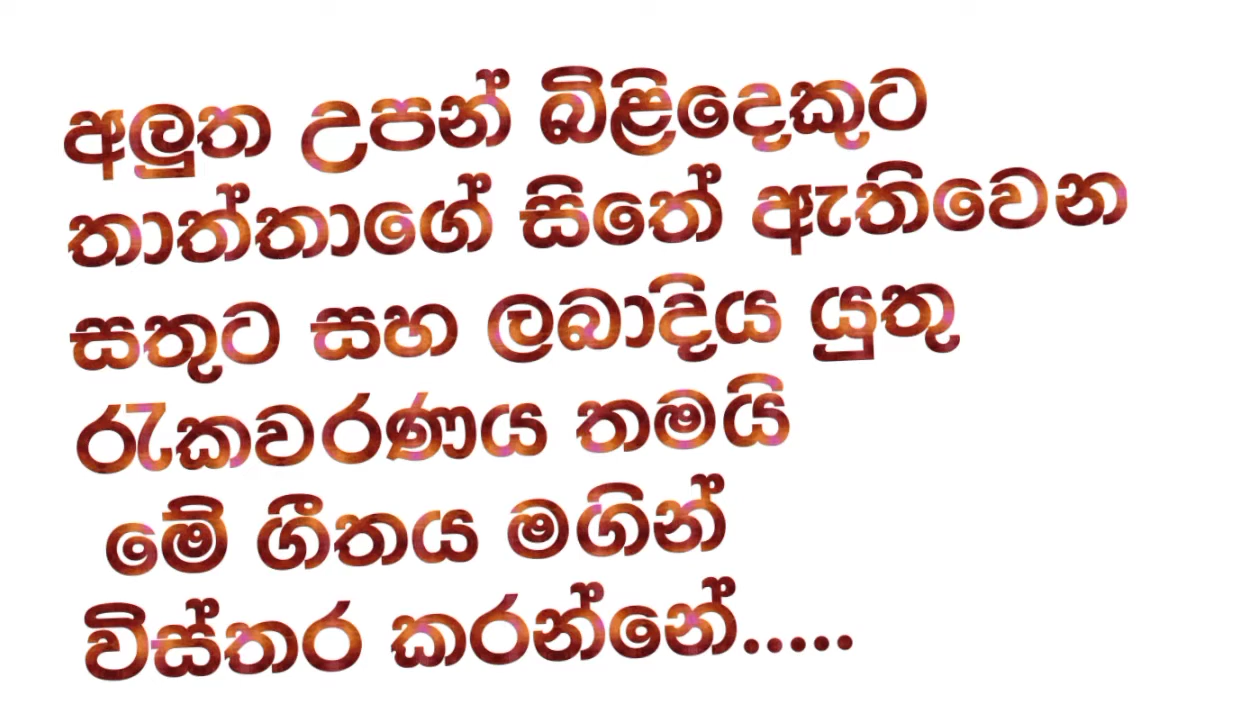 අලුත උපන් බිළිදෙකුට
තාත්තාගේ සිතේ ඇතිවෙන
සතුට සහ ලබාදිය යුතු
රැකවරණය තමයි
මේ ගීතය මගින්
විස්තර කරන්නේ.....